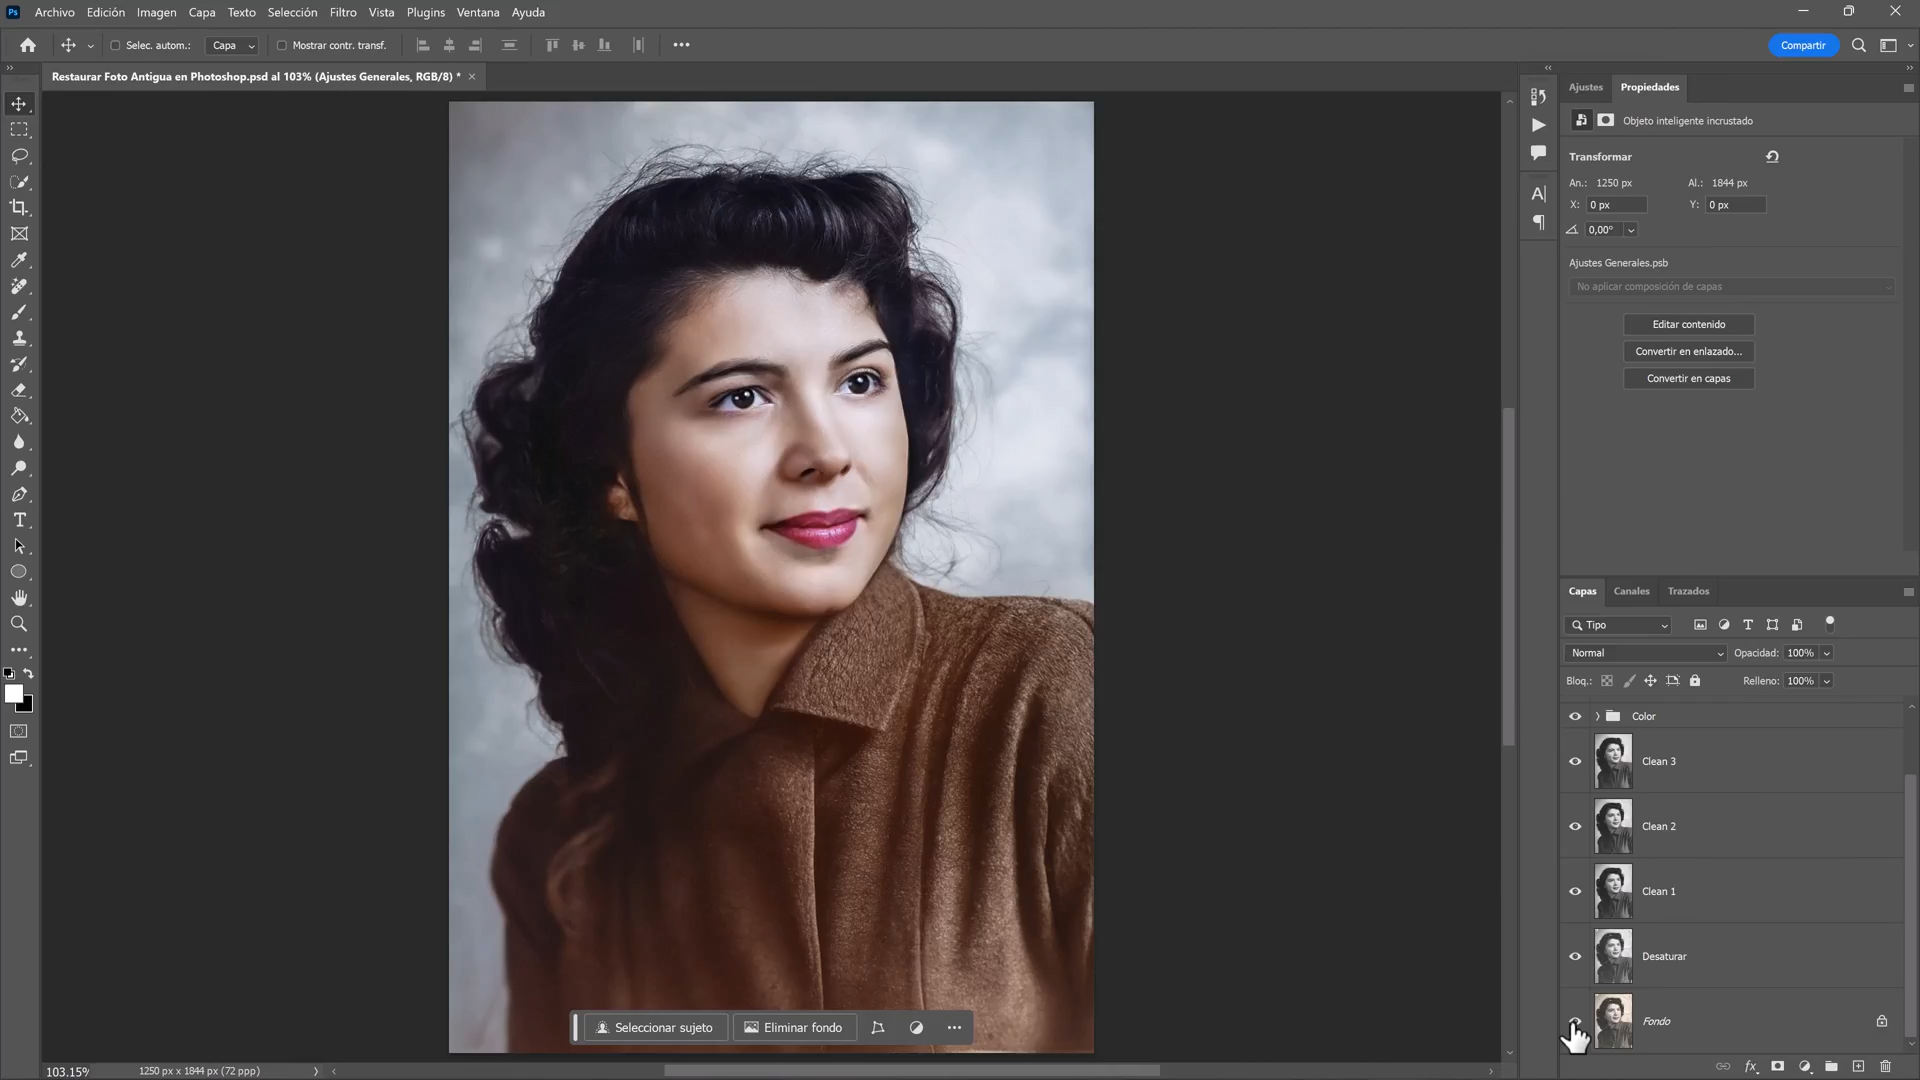 Ps Archivo Edición Imagen Capa Texto Selección Filtro Vista Plugins Ventana Ayuda
Selec. autom.: Capa Mostrar contr. transf. Compartir
Restaurar Foto Antigua en Photoshop.psd al 103% (Ajustes Generales, RGB/8) *
Ajustes Propiedades
Objeto inteligente incrustado
Transformar
An.: 1250 px Al.: 1844 px
X: 0 px Y: 0 px
0,00°
Ajustes Generales.psb
No aplicar composición de capas
Editar contenido
Convertir en enlazado...
Convertir en capas
Capas Canales Trazados
Tipo
Normal Opacidad: 100%
Bloq.: Relleno: 100%
Color
Clean 3
Clean 2
Clean 1
Desaturar
Fondo
Seleccionar sujeto Eliminar fondo
103.15% 1250 px x 1844 px (72 ppp)